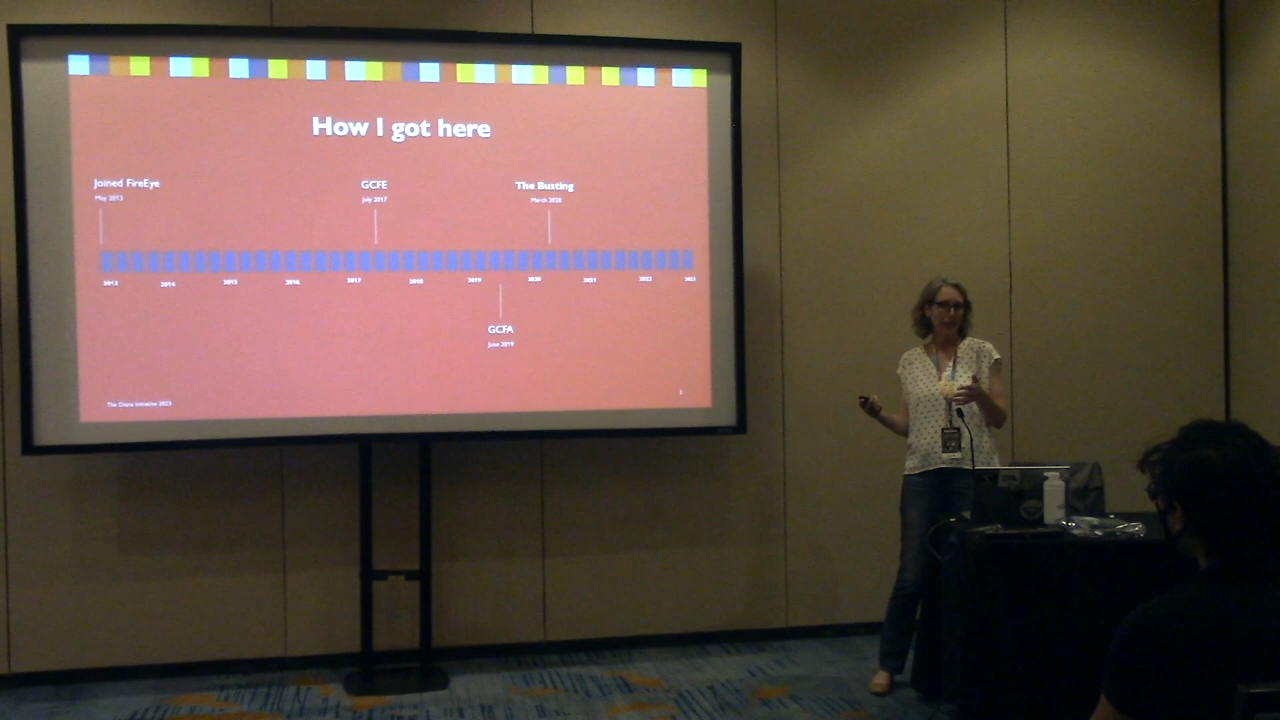 How I got here
Joined FireEye
May 2013
GCFE
July 2017
The Busting
March 2020
2013 2014 2015 2016 2017 2018 2019 2020 2021 2022 2023
GCFA
June 2019
The Diana Initiative 2023
2